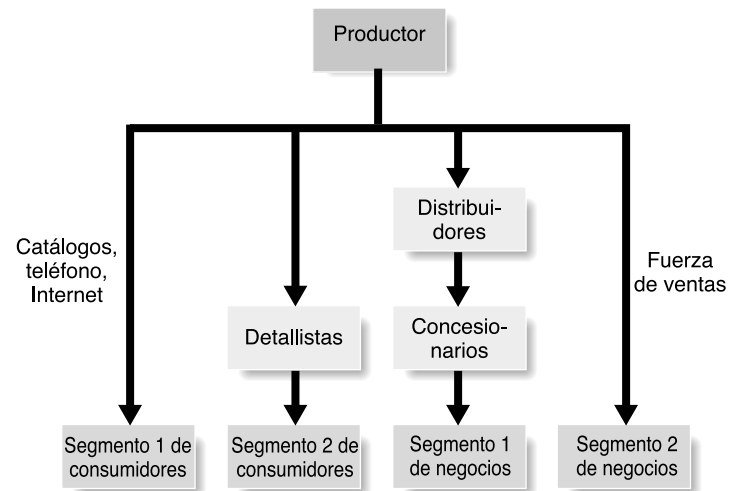 Productor
Distribui-
dores
Catálogos,
teléfono,
Internet
Fuerza
de ventas
Detallistas
Concesio-
narios
Segmento 1 de
consumidores
Segmento 2 de
consumidores
Segmento 1
de negocios
Segmento 2
de negocios